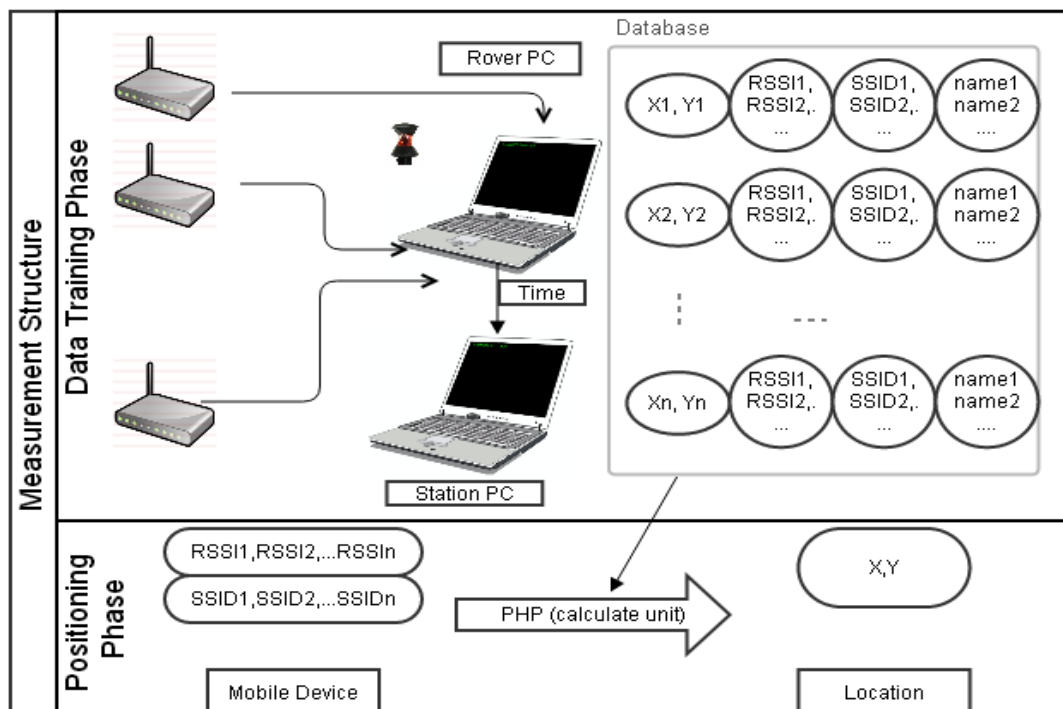 Measurement Structure
Data Training Phase
Rover PC
Time
Station PC
Database
X1, Y1
RSSI1,
RSSI2,.
...
SSID1,
SSID2,.
...
name1
name2
....
X2, Y2
RSSI1,
RSSI2,.
...
SSID1,
SSID2,.
...
name1
name2
....
Xn, Yn
RSSI1,
RSSI2,.
...
SSID1,
SSID2,.
...
name1
name2
....
Positioning
Phase
RSSI1,RSSI2,...RSSIn
SSID1,SSID2,...SSIDn
Mobile Device
PHP (calculate unit)
X,Y
Location